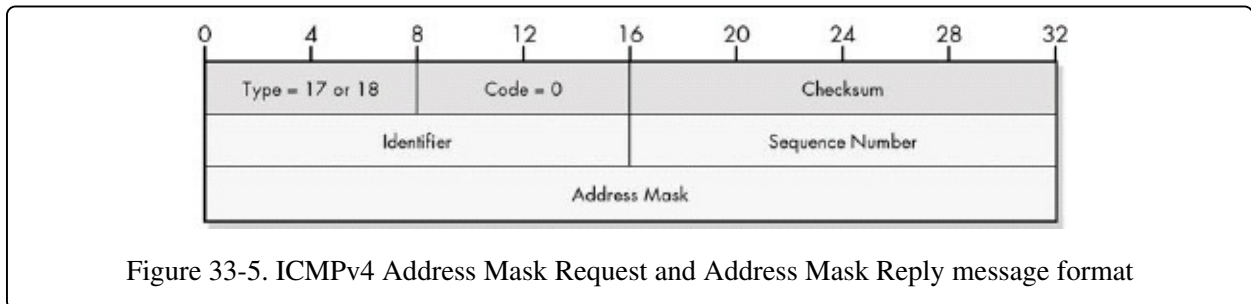 0 4 8 12 16 20 24 28 32
Type = 17 or 18 Code = 0 Checksum
Identifier Sequence Number
Address Mask
Figure 33-5. ICMPv4 Address Mask Request and Address Mask Reply message format